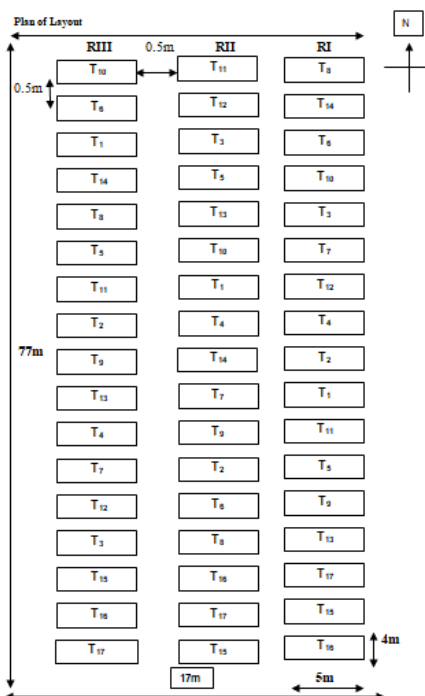 Plan of Layout
N
RIII 0.5m RII RI
T10 T11 T8
0.5m
T6 T12 T14
T1 T3 T6
T14 T5 T10
T8 T13 T3
T5 T10 T7
T11 T1 T12
T2 T4 T4
77m
T9 T14 T2
T13 T7 T1
T4 T9 T11
T7 T2 T5
T12 T6 T9
T3 T8 T13
T15 T16 T17
T16 T17 T15
T17 T15 T16
4m
17m 5m